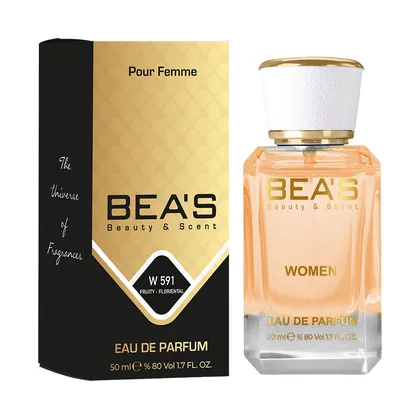 The Universe of Fragrances
Pour Femme
BEA'S
Beauty & Scent
W 591
FRUITY - FLORIENTAL
EAU DE PARFUM
50 ml ℮ % 80 Vol 1.7 FL. OZ.
BEA'S
Beauty & Scent
WOMEN
EAU DE PARFUM
50 ml ℮ % 80 Vol 1.7 FL. OZ.